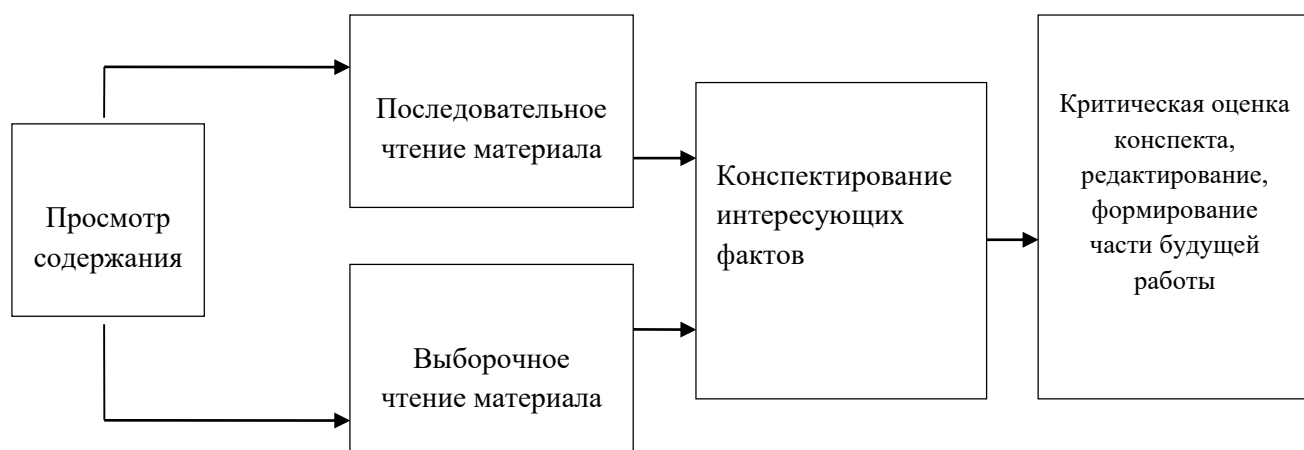 Просмотр
содержания
Последовательное
чтение материала
Выборочное
чтение материала
Конспектирование
интересующих
фактов
Критическая оценка
конспекта,
редактирование,
формирование
части будущей
работы